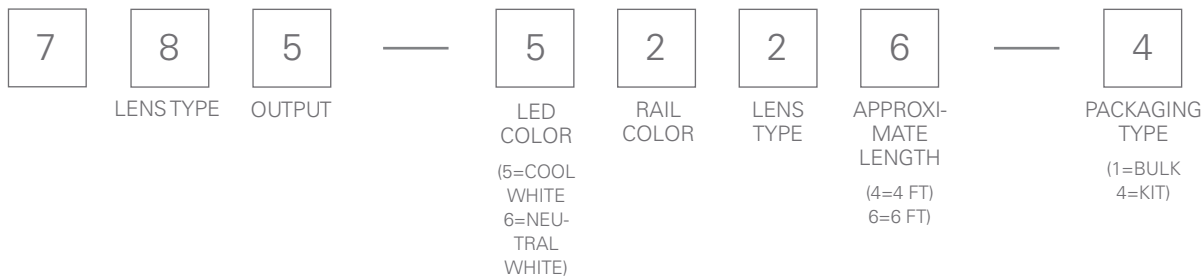 7 8 5 — 5 2 2 6 — 4
LENS TYPE
OUTPUT
LED
COLOR
(5=COOL
WHITE
6=NEU-
TRAL
WHITE)
RAIL
COLOR
LENS
TYPE
APPROXI-
MATE
LENGTH
(4=4 FT)
6=6 FT)
PACKAGING
TYPE
(1=BULK
4=KIT)